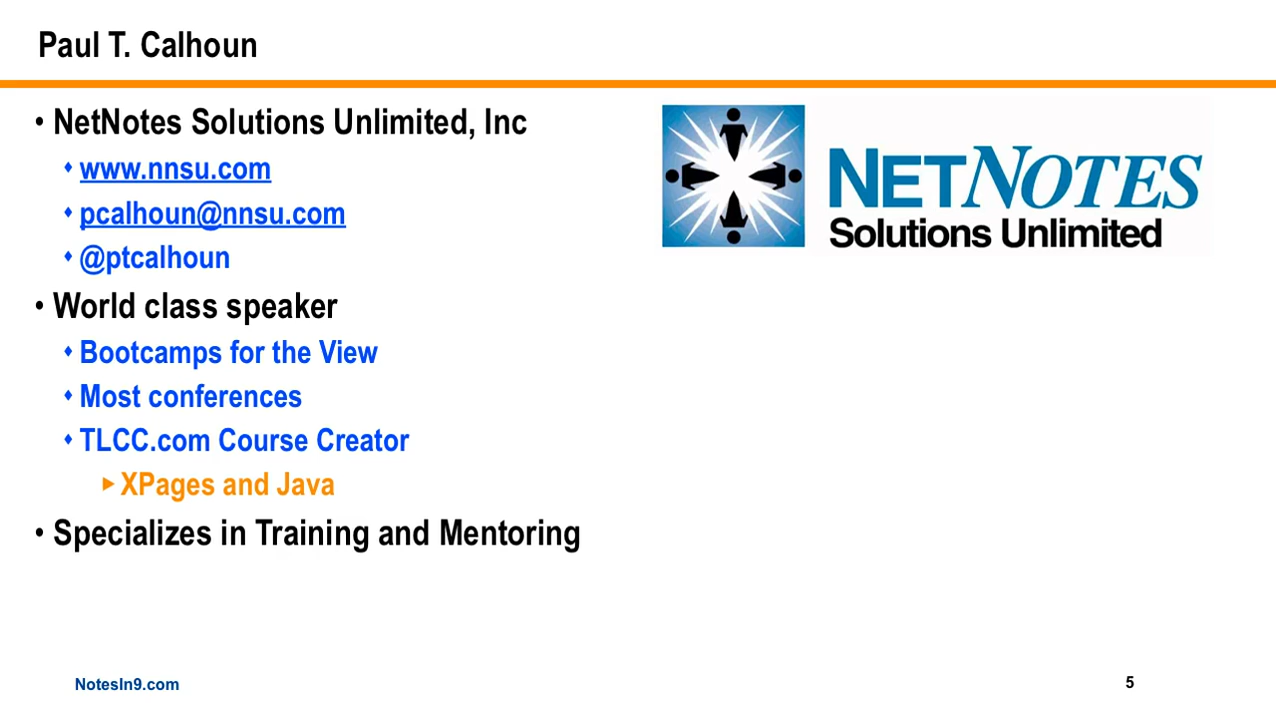 Paul T. Calhoun
• NetNotes Solutions Unlimited, Inc
www.nnsu.com
pcalhoun@nnsu.com
@ptcalhoun
• World class speaker
Bootcamps for the View
Most conferences
TLCC.com Course Creator
XPages and Java
• Specializes in Training and Mentoring
NETNOTES
Solutions Unlimited
NotesIn9.com
5